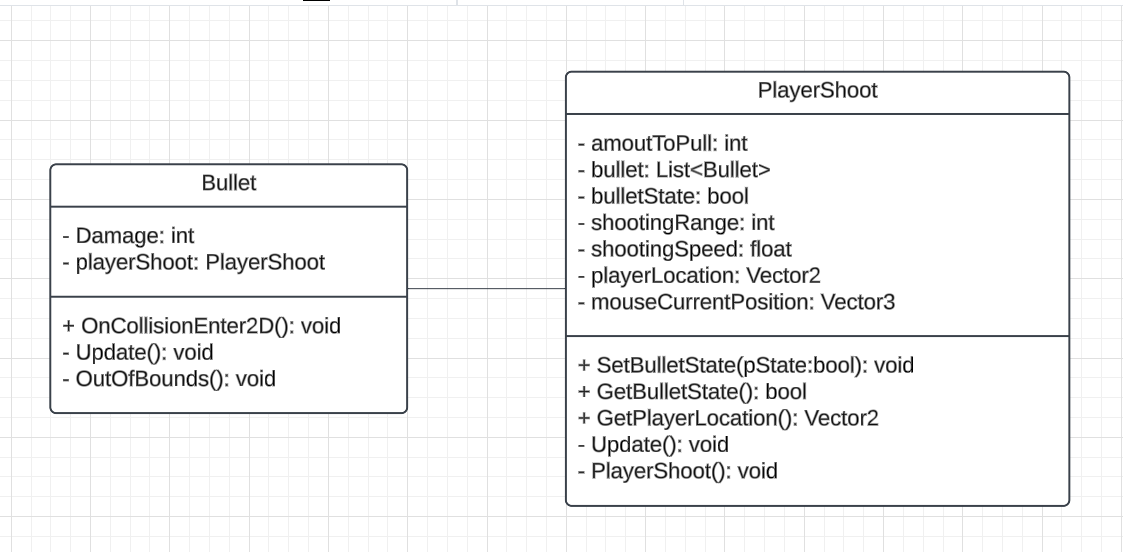 Bullet
- Damage: int
- playerShoot: PlayerShoot
+ OnCollisionEnter2D(): void
- Update(): void
- OutOfBounds(): void
PlayerShoot
- amoutToPull: int
- bullet: List<Bullet>
- bulletState: bool
- shootingRange: int
- shootingSpeed: float
- playerLocation: Vector2
- mouseCurrentPosition: Vector3
+ SetBulletState(pState:bool): void
+ GetBulletState(): bool
+ GetPlayerLocation(): Vector2
- Update(): void
- PlayerShoot(): void